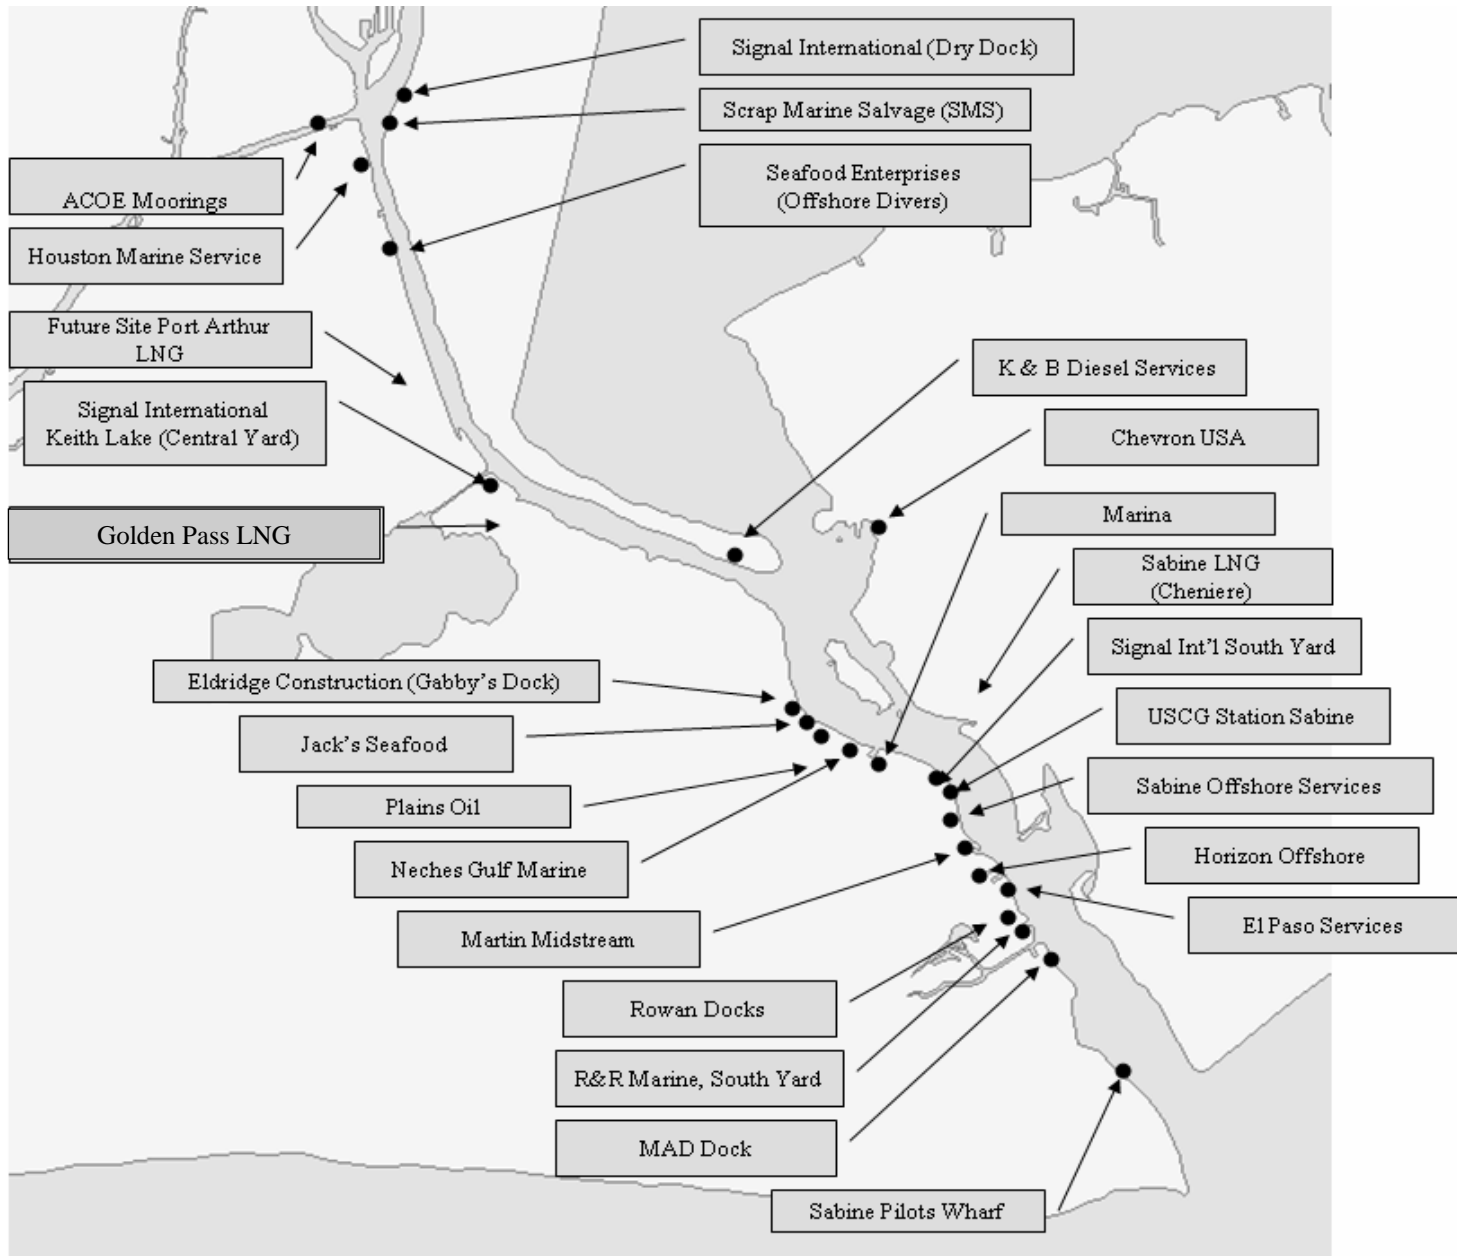 Signal International (Dry Dock)
Scrap Marine Salvage (SMS)
Seafood Enterprises
(Offshore Divers)
ACOE Moorings
Houston Marine Service
Future Site Port Arthur
LNG
Signal International
Keith Lake (Central Yard)
Golden Pass LNG
K & B Diesel Services
Chevron USA
Marina
Sabine LNG
(Cheniere)
Signal Int'l South Yard
USCG Station Sabine
Sabine Offshore Services
Horizon Offshore
El Paso Services
Eldridge Construction (Gabby's Dock)
Jack's Seafood
Plains Oil
Neches Gulf Marine
Martin Midstream
Rowan Docks
R&R Marine, South Yard
MAD Dock
Sabine Pilots Wharf